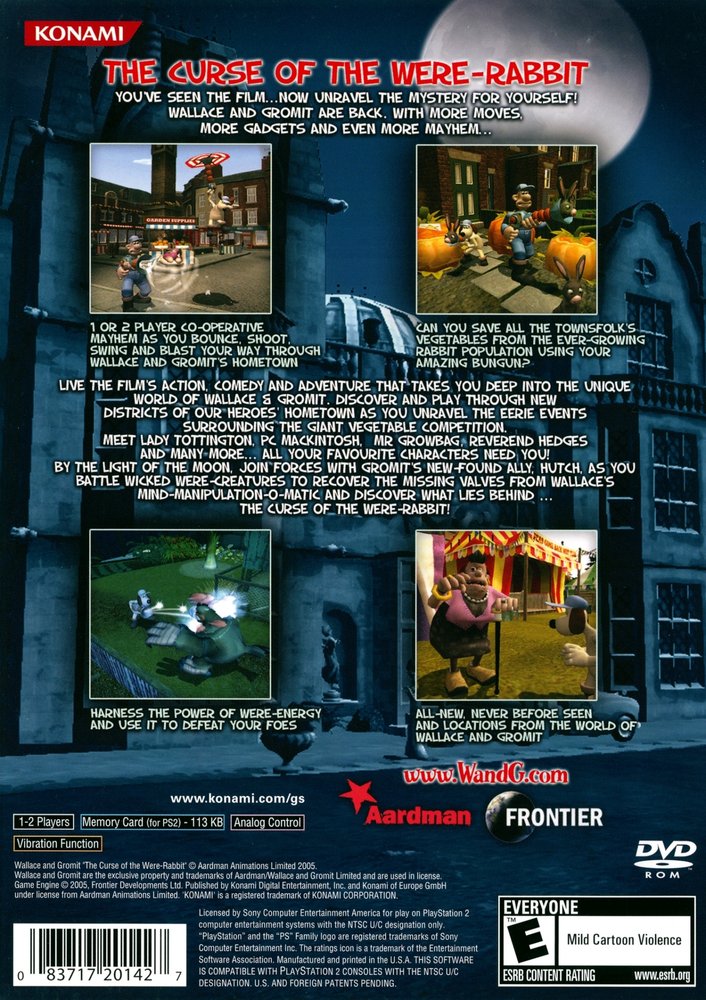 KONAMI
THE CURSE OF THE WERE-RABBIT
YOU'VE SEEN THE FILM...NOW UNRAVEL THE MYSTERY FOR YOURSELF!
WALLACE AND GROMIT ARE BACK. WITH MORE MOVES,
MORE GADGETS AND EVEN MORE MAYHEM...
GARDEN SUPPLIES
1 OR 2 PLAYER CO-OPERATIVE
MAYHEM AS YOU BOUNCE, SHOOT,
SWING AND BLAST YOUR WAY THROUGH
WALLACE AND GROMIT'S HOMETOWN
CAN YOU SAVE ALL THE TOWNSFOLK'S
VEGETABLES FROM THE EVER-GROWING
RABBIT POPULATION USING YOUR
AMAZING BUNGUN?
LIVE THE FILM'S ACTION, COMEDY AND ADVENTURE THAT TAKES YOU DEEP INTO THE UNIQUE
WORLD OF WALLACE & GROMIT. DISCOVER AND PLAY THROUGH NEW
DISTRICTS OF OUR HEROES' HOMETOWN AS YOU UNRAVEL THE EERIE EVENTS
SURROUNDING THE GIANT VEGETABLE COMPETITION.
MEET LADY TOTTINGTON, PC MACKINTOSH, MR GROWBAG, REVEREND HEDGES
AND MANY MORE... ALL YOUR FAVOURITE CHARACTERS NEED YOU!
BY THE LIGHT OF THE MOON, JOIN FORCES WITH GROMIT'S NEW-FOUND ALLY, HUTCH, AS YOU
BATTLE WICKED WERE-CREATURES TO RECOVER THE MISSING VALVES FROM WALLACE'S
MIND-MANIPULATION-O-MATIC AND DISCOVER WHAT LIES BEHIND ...
THE CURSE OF THE WERE-RABBIT!
HARNESS THE POWER OF WERE-ENERGY
AND USE IT TO DEFEAT YOUR FOES
ALL-NEW, NEVER BEFORE SEEN
AND LOCATIONS FROM THE WORLD OF
WALLACE AND GROMIT
www.WandG.com
www.konami.com/gs
Aardman
FRONTIER
1-2 Players
Memory Card (for PS2) - 113 KB
Analog Control
Vibration Function
DVD
ROM
Wallace and Gromit 'The Curse of the Were-Rabbit' © Aardman Animations Limited 2005.
Wallace and Gromit are the exclusive property and trademarks of Aardman/Wallace and Gromit Limited and are used in license.
Game Engine © 2005, Frontier Developments Ltd. Published by Konami Digital Entertainment, Inc. and Konami of Europe GmbH
under license from Aardman Animations Limited. 'KONAMI' is a registered trademark of KONAMI CORPORATION.
Licensed by Sony Computer Entertainment America for play on PlayStation 2
computer entertainment systems with the NTSC U/C designation only.
"PlayStation" and the "PS" Family logo are registered trademarks of Sony
Computer Entertainment Inc. The ratings icon is a trademark of the Entertainment
Software Association. Manufactured and printed in the U.S.A. THIS SOFTWARE
IS COMPATIBLE WITH PLAYSTATION 2 CONSOLES WITH THE NTSC U/C
DESIGNATION. U.S. AND FOREIGN PATENTS PENDING.
0 83717 20142 7
EVERYONE
E
TM
Mild Cartoon Violence
ESRB CONTENT RATING
www.esrb.org